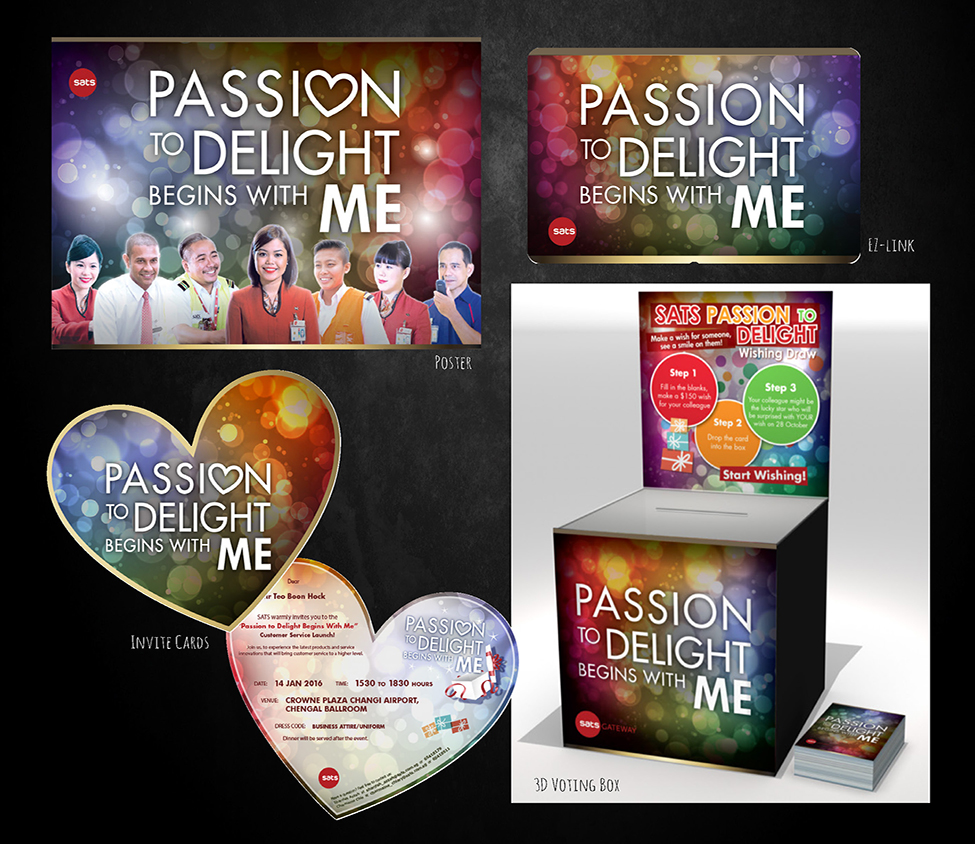 sats
PASSION
TO DELIGHT
BEGINS WITH ME
POSTER
PASSION
TO DELIGHT
BEGINS WITH ME
sats
EZ-LINK
PASSION
TO DELIGHT
BEGINS WITH ME
INVITE CARDS
Dear
Teo Boon Hock
SATS warmly invites you to the
"Passion to Delight Begins With Me"
Customer Service Launch!
Join us, to experience the latest products and service
innovations that will bring customer service to a higher level.
DATE: 14 JAN 2016 TIME: 1530 TO 1830 HOURS
VENUE: CROWNE PLAZA CHANGI AIRPORT,
CHENGAL BALLROOM
DRESS CODE: BUSINESS ATTIRE/UNIFORM
Dinner will be served after the event.
sats
PASSION
TO DELIGHT
BEGINS WITH ME
SATS PASSION TO
DELIGHT
Make a wish for someone,
see a smile on them!
Wishing Draw
Step 1
Fill in the blanks,
make a $150 wish
for your colleague
Step 2
Drop the card
into the box
Step 3
Your colleague might be
the lucky star who will
be surprised with YOUR
wish on 28 October
Start Wishing!
PASSION
TO DELIGHT
BEGINS WITH ME
sats GATEWAY
PASSION
DELIGHT
ME
3D VOTING BOX